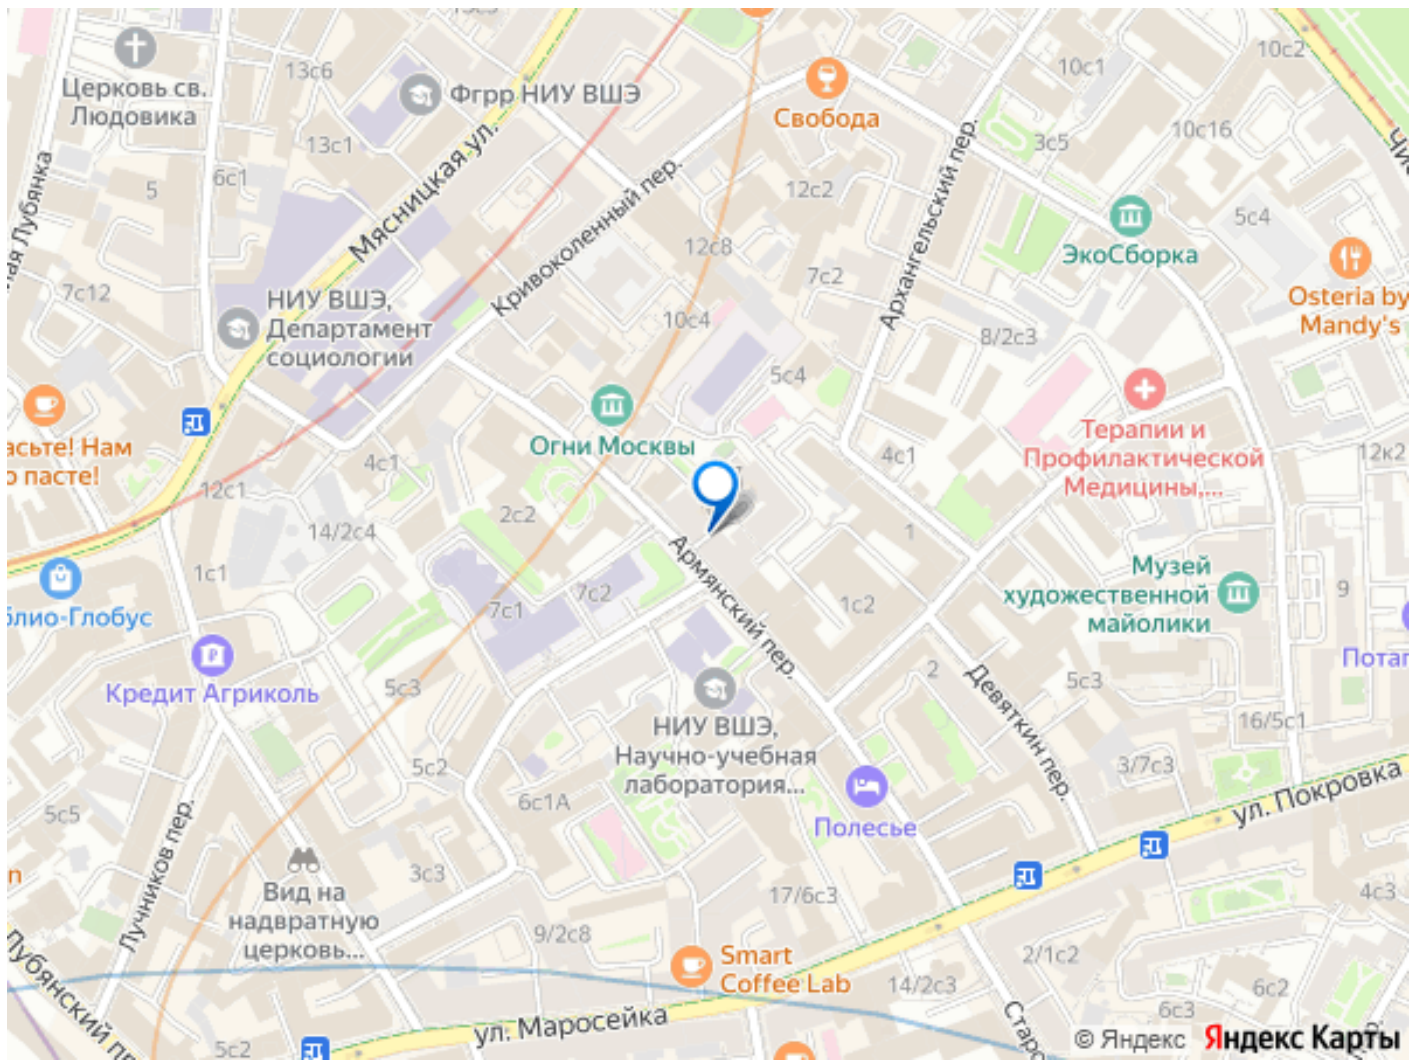 10с2
13с6
Церковь св.
Людовика
Фгрр НИУ ВШЭ
10с1
Свобода
13с1
3с5
10с16
6с1
5
12с2
Мясницкая ул.
Кривоколенный пер.
Архангельский пер.
5с4
12с8
ЭкоСборка
7с2
7с12
НИУ ВШЭ,
Департамент
социологии
Osteria by
Mandy's
10с4
8/2с3
5с4
Огни Москвы
Терапии и
Профилактической
Медицины,...
4с1
4с1
12к2
12с1
2с2
14/2с4
1
Армянский пер.
1с1
7с1
7с2
1с2
Музей
художественной
майолики
9
Кредит Агриколь
5с3
2
5с3
Девяткин пер.
НИУ ВШЭ,
Научно-учебная
лаборатория...
16/5с1
5с2
3/7с3
6с1А
ул. Покровка
5с5
Лучников пер.
Полесье
3с3
Вид на
надвратную
церковь...
17/6с3
4с3
9/2с8
Smart
Coffee Lab
2/1с2
14/2с3
6с2
6с3
ул. Маросейка
5с2
© Яндекс Яндекс Карты